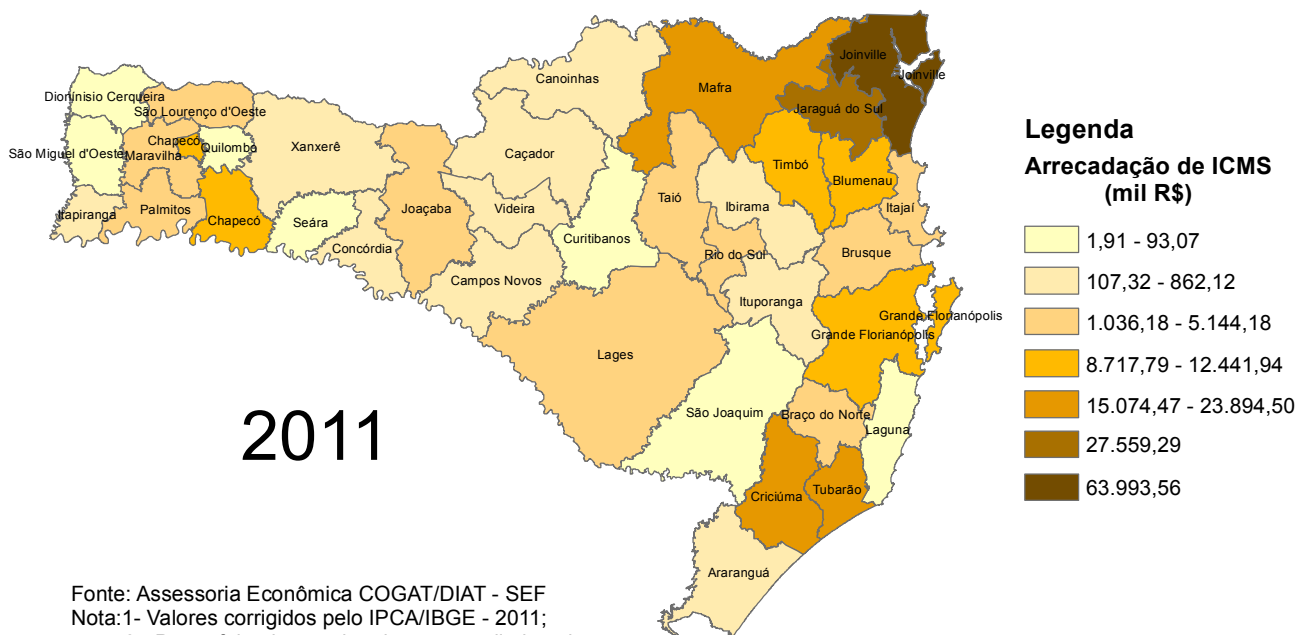 Joinville
Joinville
Canoinhas
Mafra
Dionínisio Cerqueira
São Lourenço d'Oeste
Jaraguá do Sul
Chapecó
Quilombo
Xanxerê
São Miguel d'Oeste
Maravilha
Caçador
Timbó
Blumenau
Itapiranga
Palmitos
Chapecó
Seára
Joaçaba
Videira
Taió
Ibirama
Itajaí
Curitibanos
Concórdia
Rio do Sul
Brusque
Campos Novos
Ituporanga
Grande Florianópolis
Grande Florianópolis
Lages
São Joaquim
Braço do Norte
Laguna
Criciúma
Tubarão
Araranguá
2011
Legenda
Arrecadação de ICMS
(mil R$)
1,91 - 93,07
107,32 - 862,12
1.036,18 - 5.144,18
8.717,79 - 12.441,94
15.074,47 - 23.894,50
27.559,29
63.993,56
Fonte: Assessoria Econômica COGAT/DIAT - SEF
Nota:1- Valores corrigidos pelo IPCA/IBGE - 2011;